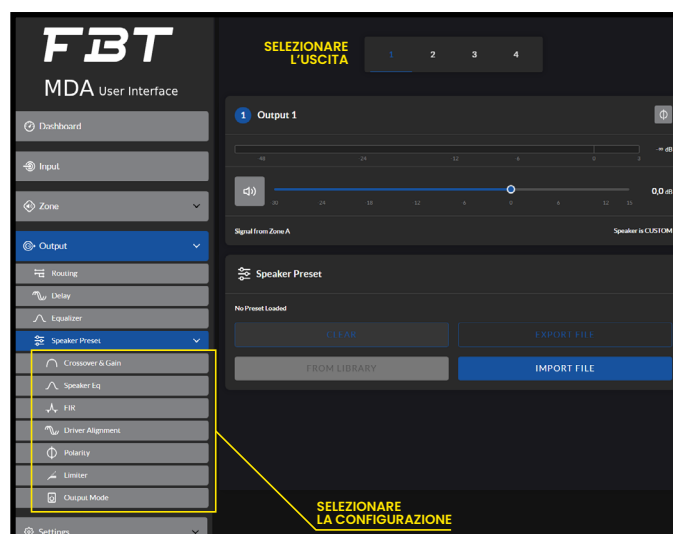 FBT
MDA User Interface
Dashboard
Input
Zone
Output
Routing
Delay
Equalizer
Speaker Preset
Crossover & Gain
Speaker Eq
FIR
Driver Alignment
Polarity
Limiter
Output Mode
Settings
SELEZIONARE
L'USCITA
1 2 3 4
1 Output 1
-∞ dB
48 24 12 6 0 3
0,0 dB
30 24 18 12 6 0 6 12 15
Signal from Zone A Speaker is CUSTOM
Speaker Preset
No Preset Loaded
CLEAR EXPORT FILE
FROM LIBRARY IMPORT FILE
SELEZIONARE
LA CONFIGURAZIONE